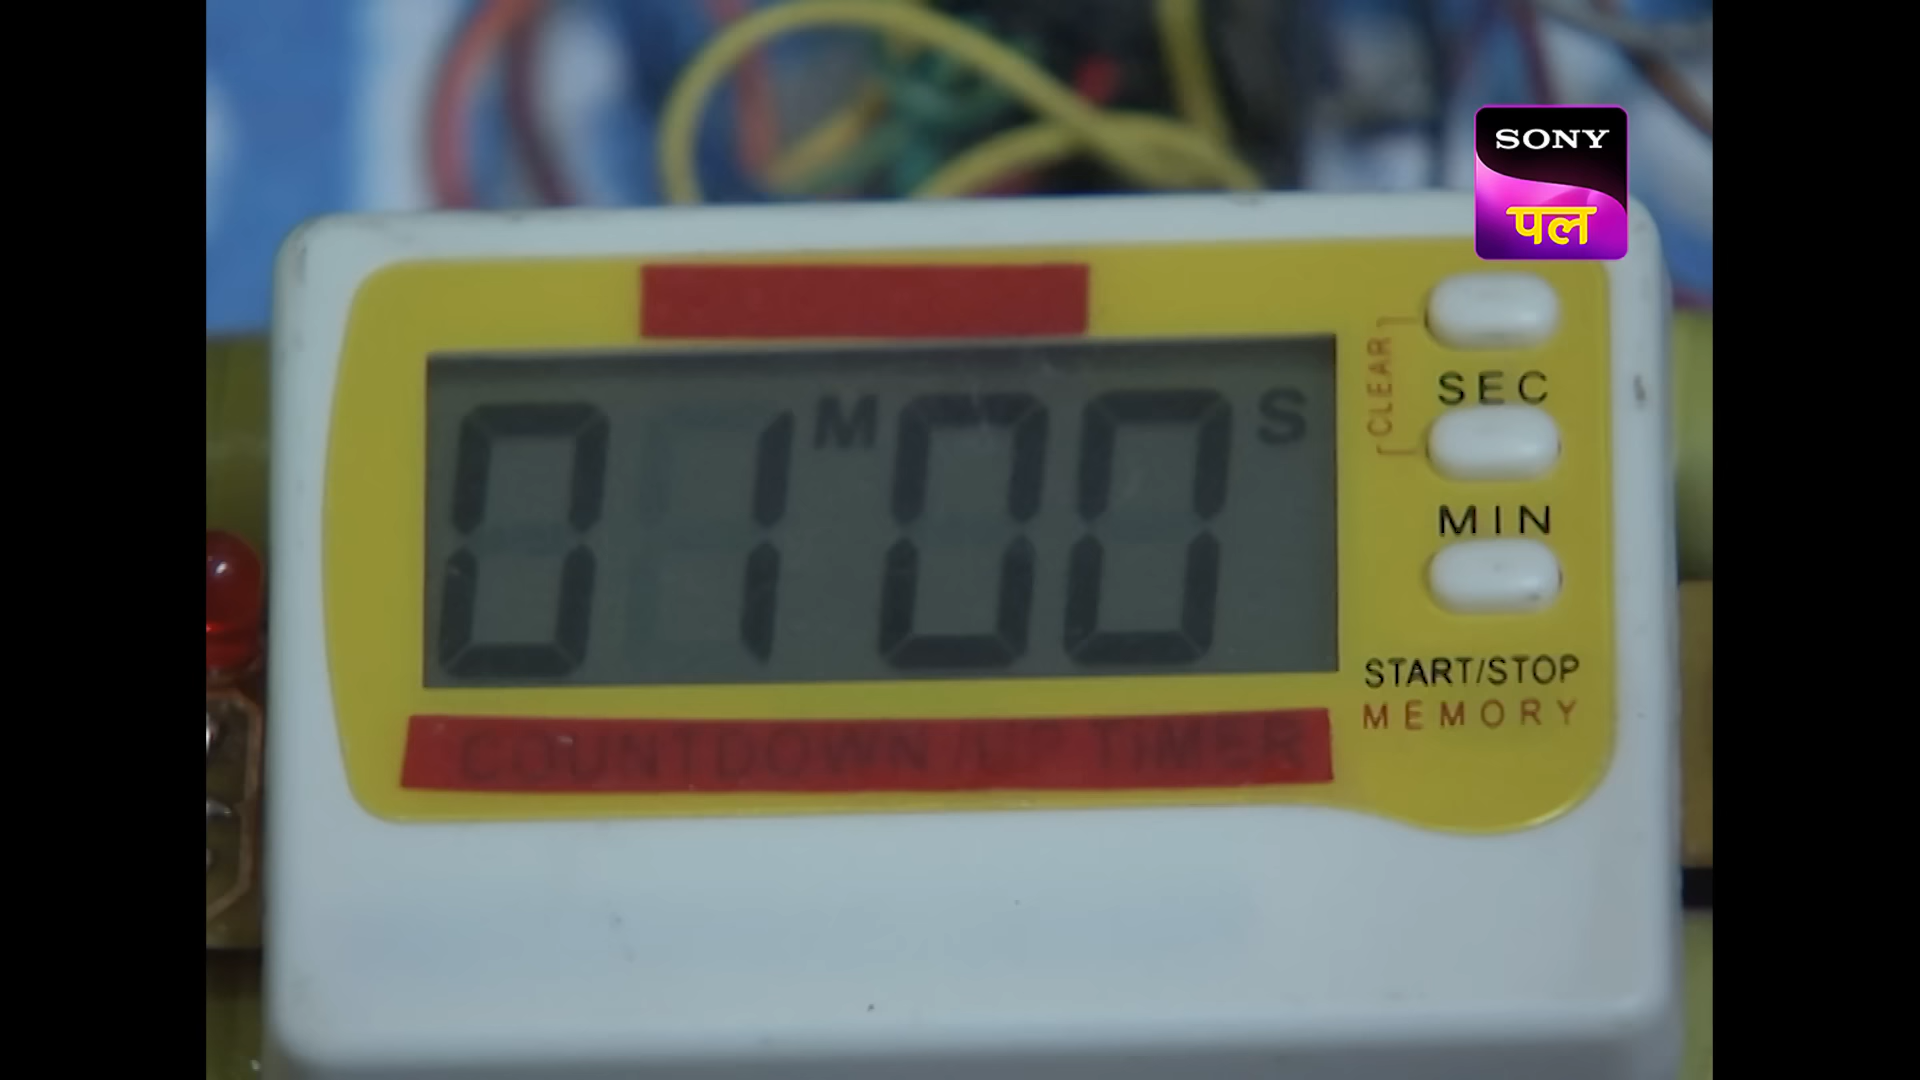 SONY
पल
01 M 00 S
CLEAR
SEC
MIN
START/STOP
MEMORY
COUNTDOWN/UP TIMER